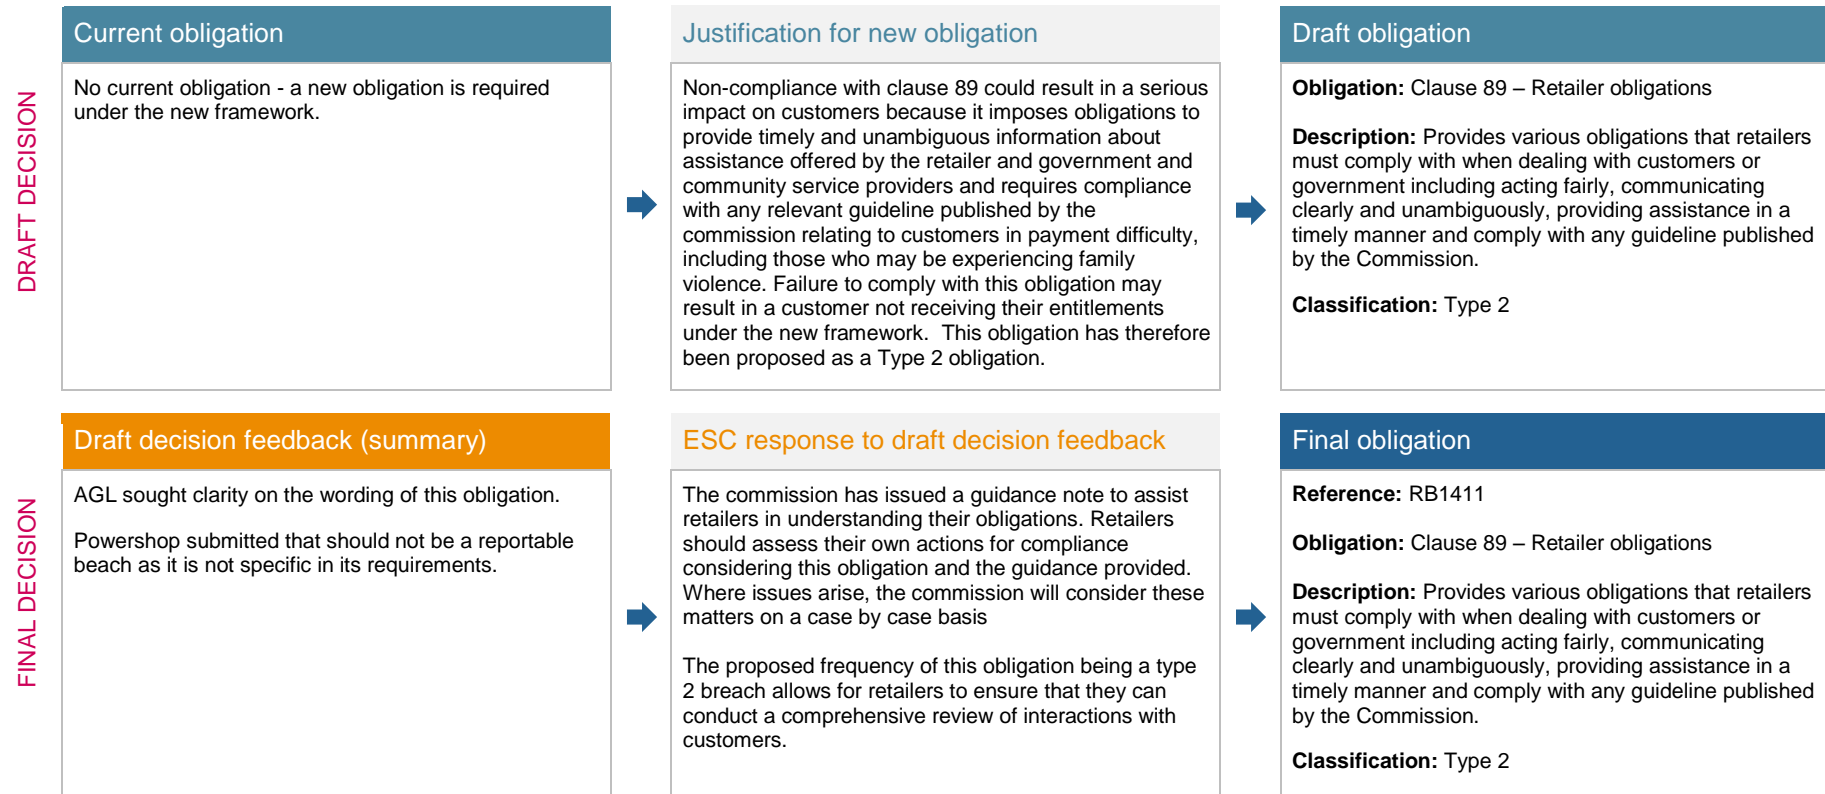 DRAFT DECISION
Current obligation
No current obligation - a new obligation is required
under the new framework.
Justification for new obligation
Non-compliance with clause 89 could result in a serious
impact on customers because it imposes obligations to
provide timely and unambiguous information about
assistance offered by the retailer and government and
community service providers and requires compliance
with any relevant guideline published by the
commission relating to customers in payment difficulty,
including those who may be experiencing family
violence. Failure to comply with this obligation may
result in a customer not receiving their entitlements
under the new framework.  This obligation has therefore
been proposed as a Type 2 obligation.
Draft obligation
Obligation: Clause 89 – Retailer obligations
Description: Provides various obligations that retailers
must comply with when dealing with customers or
government including acting fairly, communicating
clearly and unambiguously, providing assistance in a
timely manner and comply with any guideline published
by the Commission.
Classification: Type 2
FINAL DECISION
Draft decision feedback (summary)
AGL sought clarity on the wording of this obligation.
Powershop submitted that should not be a reportable
beach as it is not specific in its requirements.
ESC response to draft decision feedback
The commission has issued a guidance note to assist
retailers in understanding their obligations. Retailers
should assess their own actions for compliance
considering this obligation and the guidance provided.
Where issues arise, the commission will consider these
matters on a case by case basis
The proposed frequency of this obligation being a type
2 breach allows for retailers to ensure that they can
conduct a comprehensive review of interactions with
customers.
Final obligation
Reference: RB1411
Obligation: Clause 89 – Retailer obligations
Description: Provides various obligations that retailers
must comply with when dealing with customers or
government including acting fairly, communicating
clearly and unambiguously, providing assistance in a
timely manner and comply with any guideline published
by the Commission.
Classification: Type 2